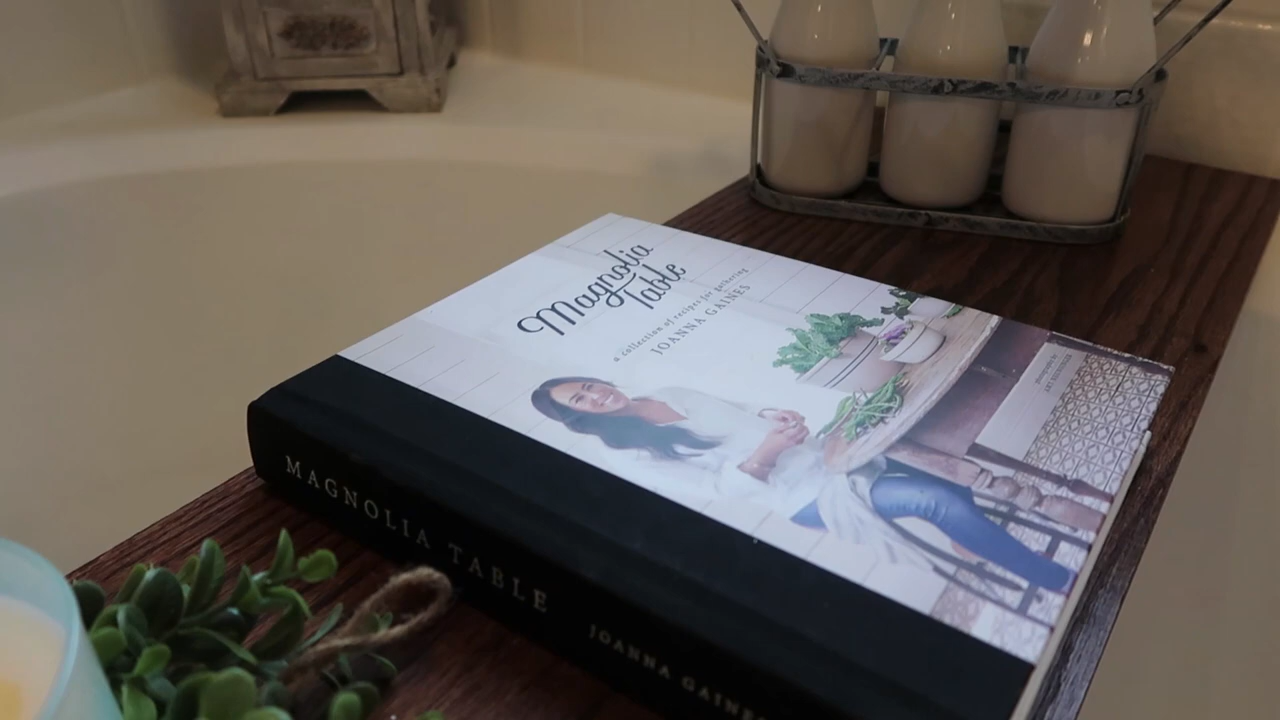 Magnolia
Table
a collection of recipes for gathering
JOANNA GAINES
MAGNOLIA TABLE
JOANNA GAINES